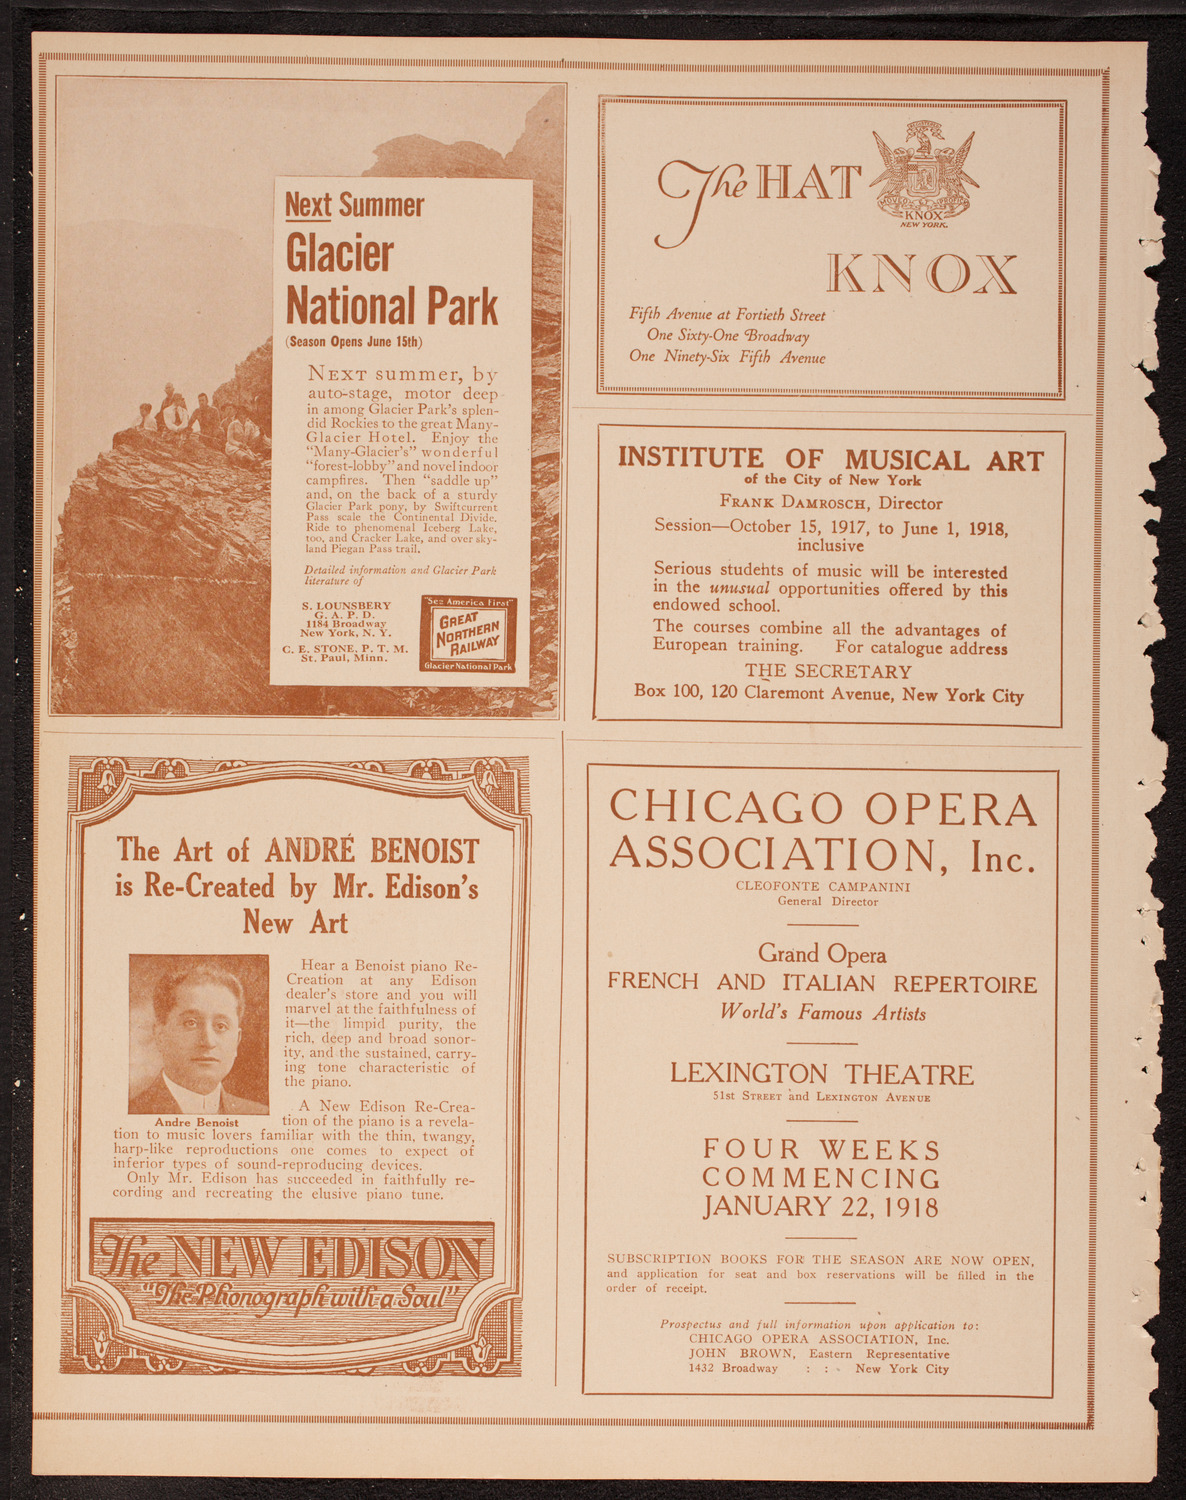 Next Summer
Glacier
National Park
(Season Opens June 15th)
NEXT summer, by
auto-stage, motor deep
in among Glacier Park's splen-
did Rockies to the great Many-
Glacier Hotel. Enjoy the
"Many-Glacier's" wonderful
"forest-lobby" and novel indoor
campfires. Then "saddle up"
and, on the back of a sturdy
Glacier Park pony, by Swiftcurrent
Pass scale the Continental Divide.
Ride to phenomenal Iceberg Lake,
too, and Cracker Lake, and over sky-
land Piegan Pass trail.
Detailed information and Glacier Park
literature of
S. LOUNSBERY
G. A. P. D.
1184 Broadway
New York, N. Y.
C. E. STONE, P. T. M.
St. Paul, Minn.
"See America First"
GREAT
NORTHERN
RAILWAY
Glacier National Park
The HAT
KNOX
NEW YORK.
KNOX
Fifth Avenue at Fortieth Street
One Sixty-One Broadway
One Ninety-Six Fifth Avenue
INSTITUTE OF MUSICAL ART
of the City of New York
FRANK DAMROSCH, Director
Session—October 15, 1917, to June 1, 1918,
inclusive
Serious students of music will be interested
in the unusual opportunities offered by this
endowed school.
The courses combine all the advantages of
European training. For catalogue address
THE SECRETARY
Box 100, 120 Claremont Avenue, New York City
The Art of ANDRÉ BENOIST
is Re-Created by Mr. Edison's
New Art
Hear a Benoist piano Re-
Creation at any Edison
dealer's store and you will
marvel at the faithfulness of
it—the limpid purity, the
rich, deep and broad sonor-
ity, and the sustained, carry-
ing tone characteristic of
the piano.
Andre Benoist
A New Edison Re-Crea-
tion of the piano is a revela-
tion to music lovers familiar with the thin, twangy,
harp-like reproductions one comes to expect of
inferior types of sound-reproducing devices.
Only Mr. Edison has succeeded in faithfully re-
cording and recreating the elusive piano tune.
The NEW EDISON
"The Phonograph with a Soul"
CHICAGO OPERA
ASSOCIATION, Inc.
CLEOFONTE CAMPANINI
General Director
Grand Opera
FRENCH AND ITALIAN REPERTOIRE
World's Famous Artists
LEXINGTON THEATRE
51st STREET and LEXINGTON AVENUE
FOUR WEEKS
COMMENCING
JANUARY 22, 1918
SUBSCRIPTION BOOKS FOR THE SEASON ARE NOW OPEN,
and application for seat and box reservations will be filled in the
order of receipt.
Prospectus and full information upon application to:
CHICAGO OPERA ASSOCIATION, Inc.
JOHN BROWN, Eastern Representative
1432 Broadway : : - New York City